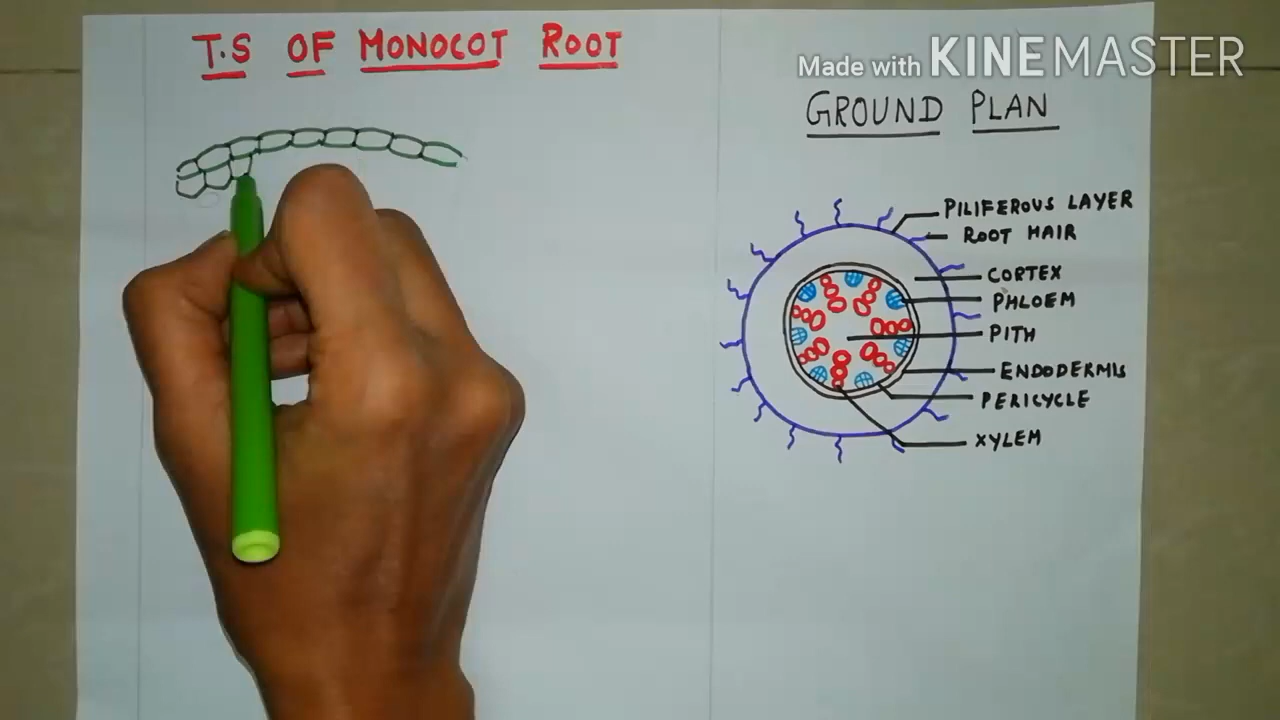 T.S OF MONOCOT ROOT
Made with KINEMASTER
GROUND PLAN
PILIFEROUS LAYER
ROOT HAIR
CORTEX
PHLOEM
PITH
ENDODERMIS
PERICYCLE
XYLEM